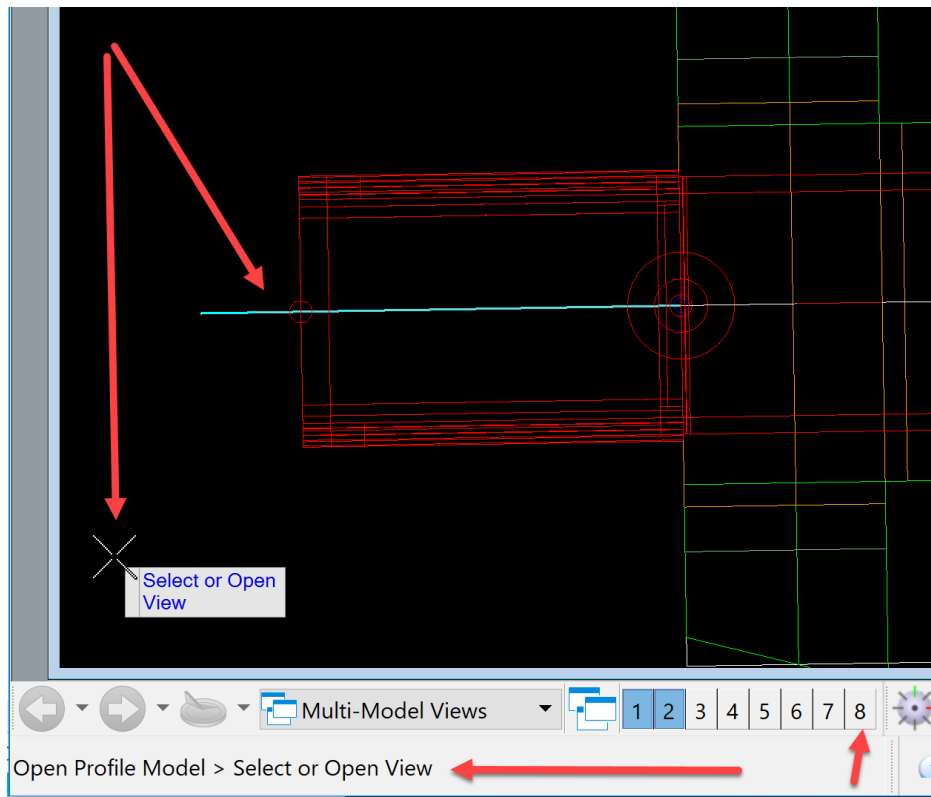 Select or Open
View
Multi-Model Views
1 2 3 4 5 6 7 8
Open Profile Model > Select or Open View